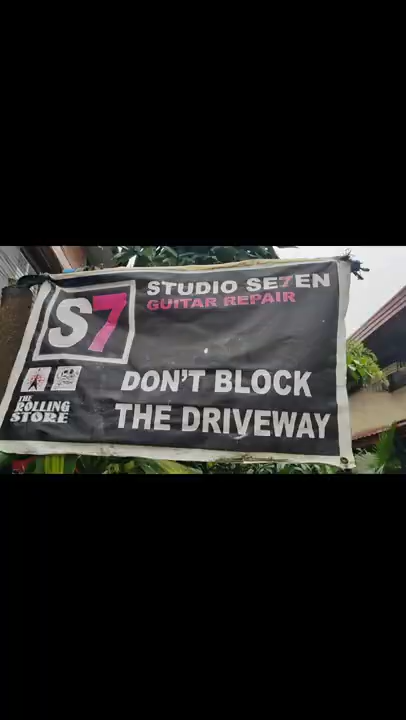 S7
STUDIO SE7EN
GUITAR REPAIR
DON'T BLOCK
THE DRIVEWAY
THE
ROLLING
STORE